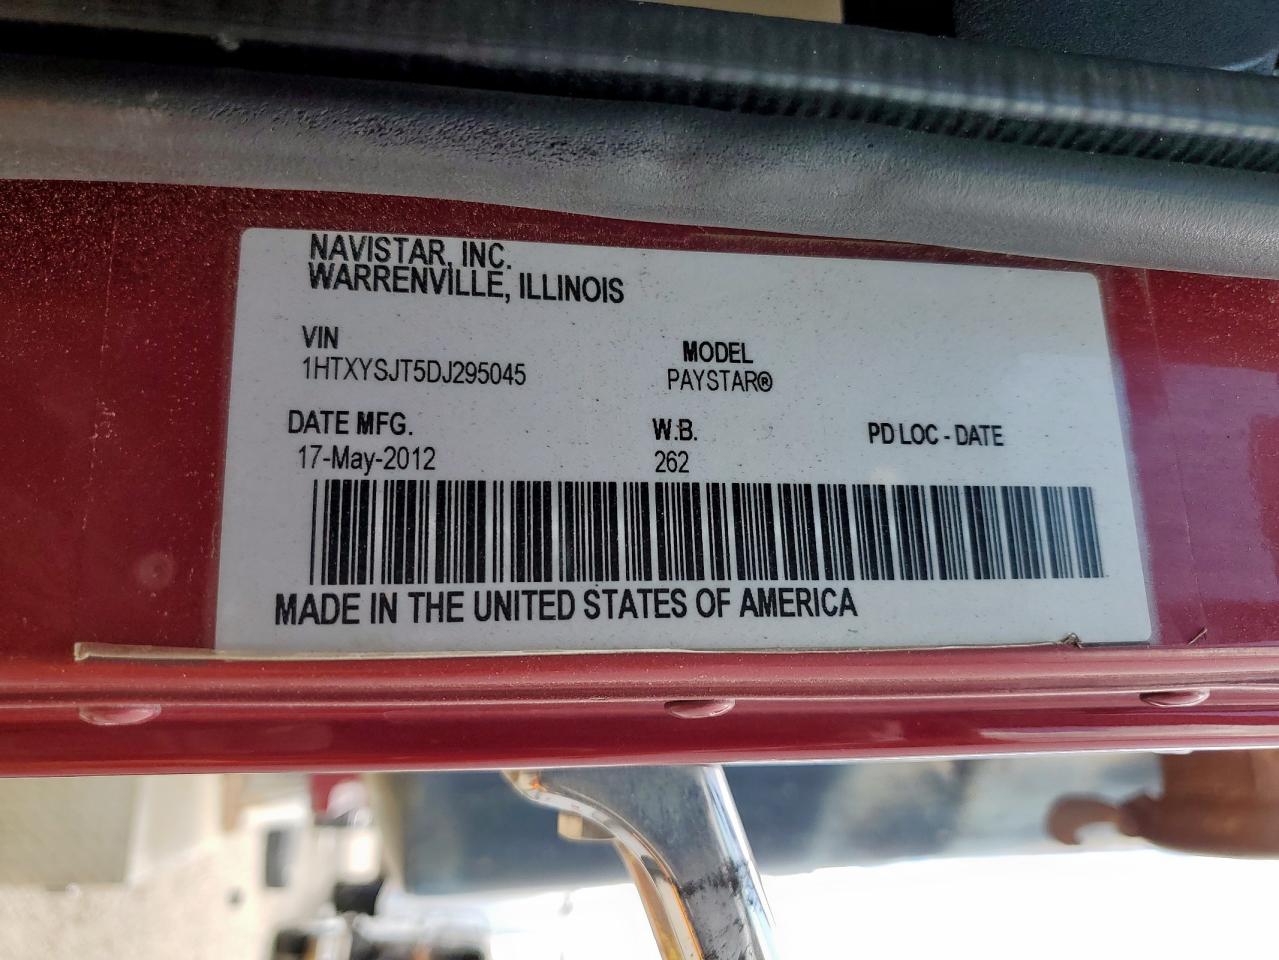 NAVISTAR, INC.
WARRENVILLE, ILLINOIS
VIN
1HTXYSJT5DJ295045
MODEL
PAYSTAR®
DATE MFG.
17-May-2012
W.B.
262
PD LOC - DATE
MADE IN THE UNITED STATES OF AMERICA